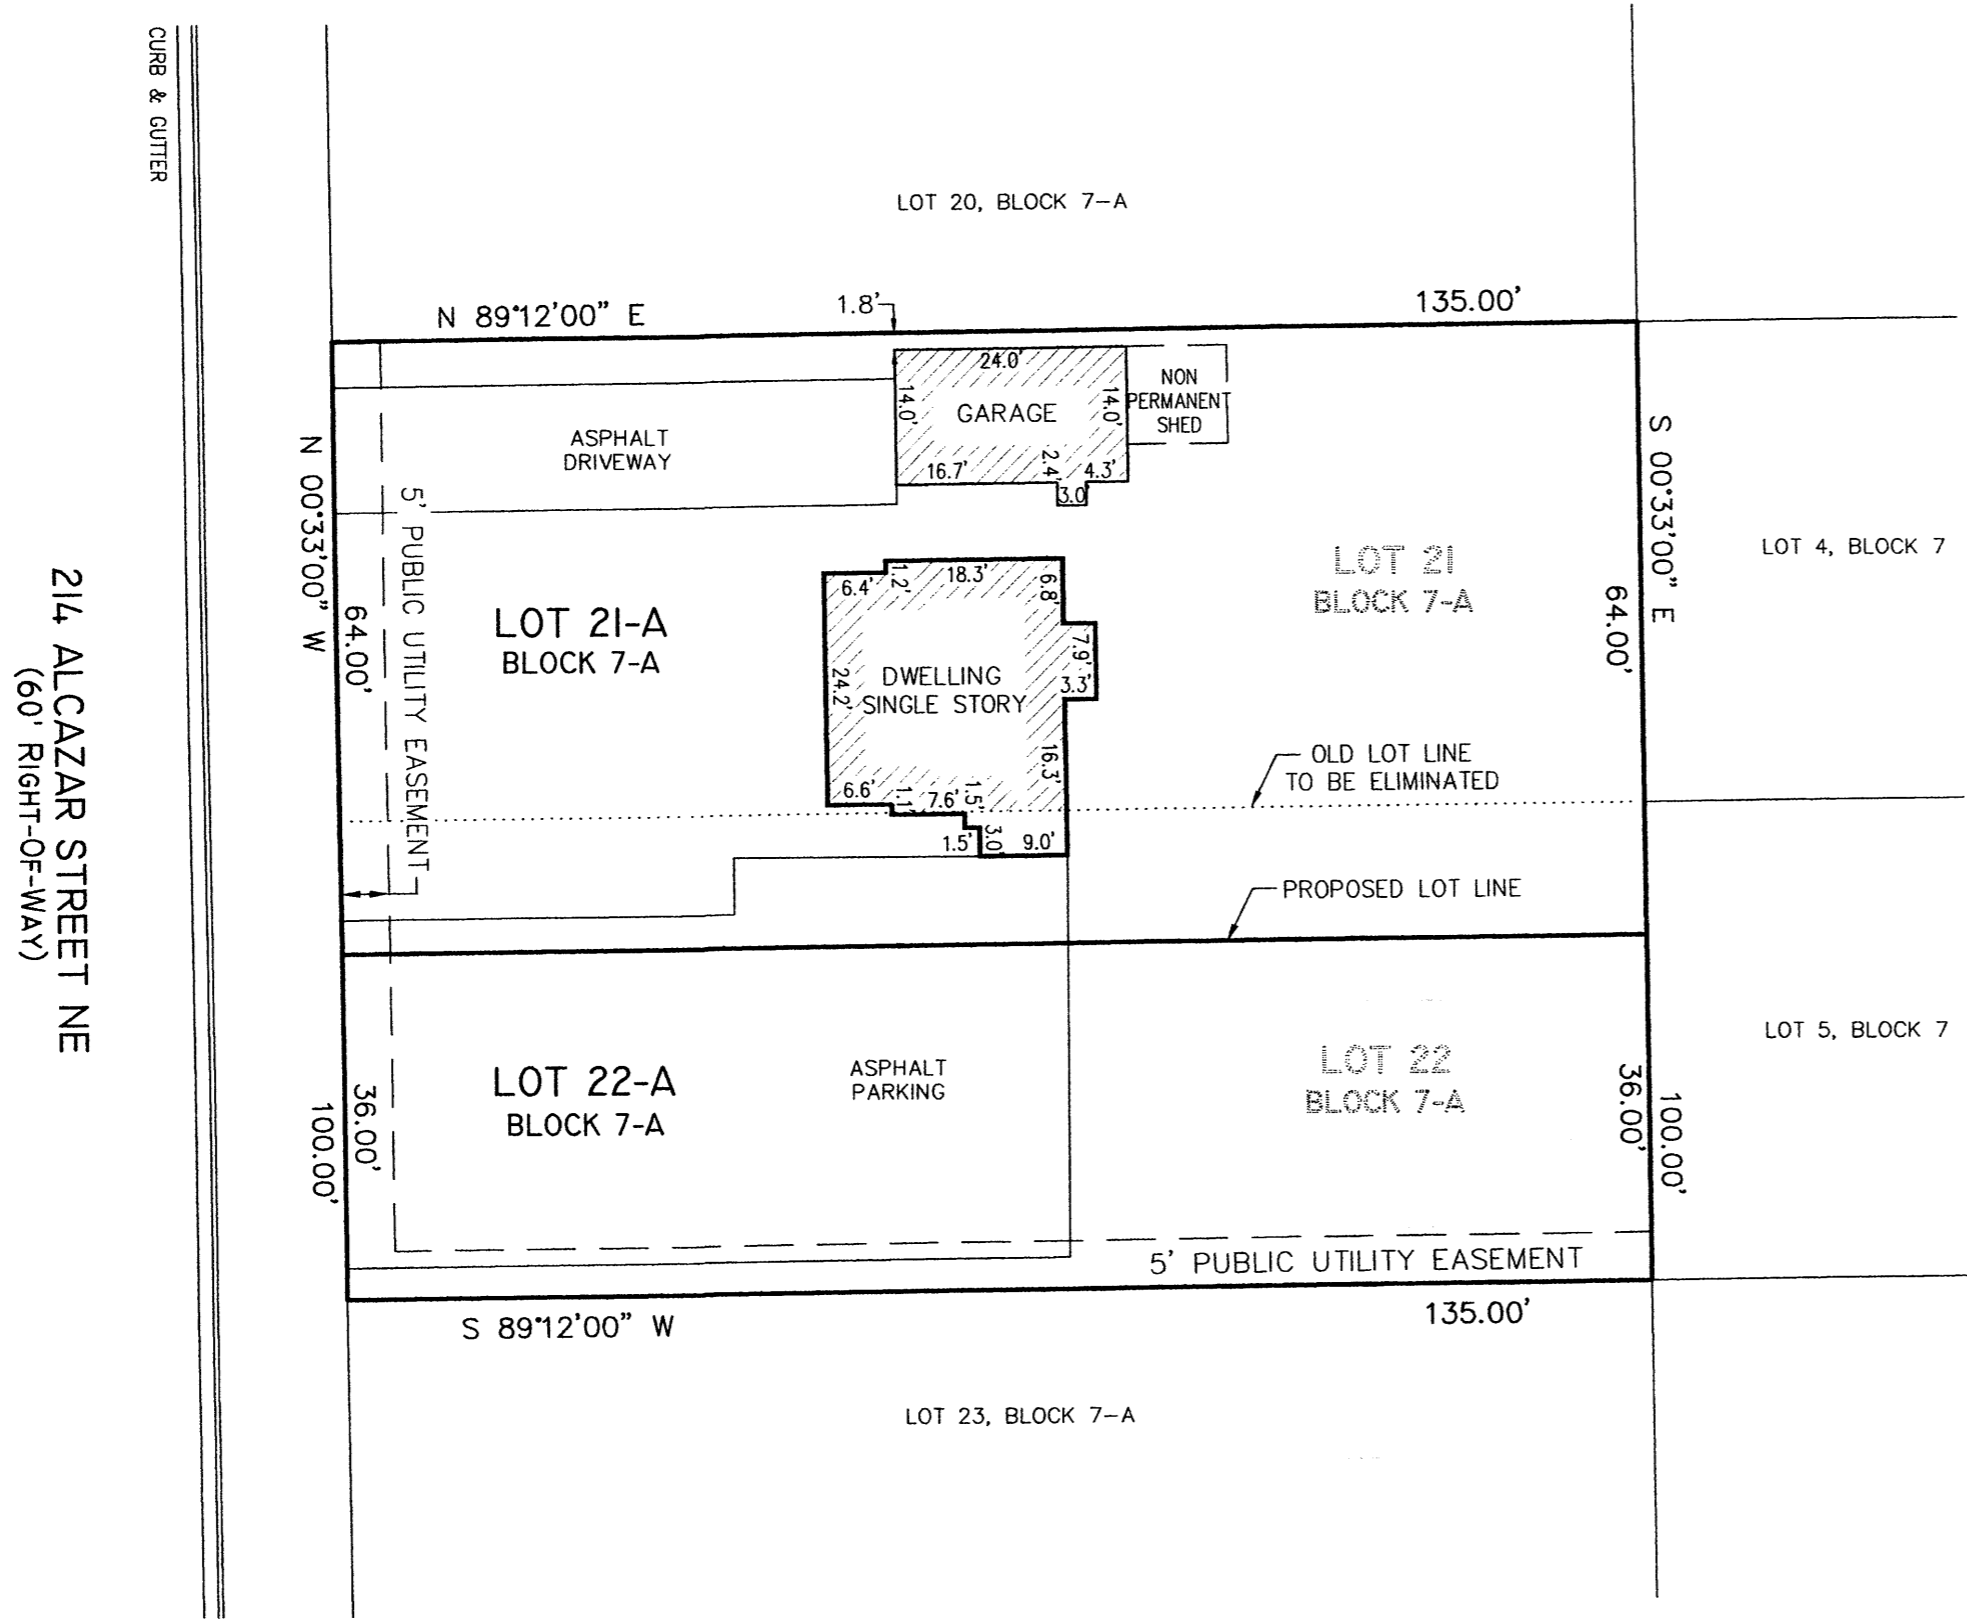 CURB & GUTTER
214 ALCAZAR STREET NE
(60' RIGHT-OF-WAY)
LOT 20, BLOCK 7-A
N 89°12'00" E
1.8'
135.00'
24.0'
14.0'
GARAGE
14.0'
16.7'
2.4'
4.3'
3.0'
NON
PERMANENT
SHED
ASPHALT
DRIVEWAY
N 00°33'00" W
64.00'
5' PUBLIC UTILITY EASEMENT
S 00°33'00" E
64.00'
LOT 4, BLOCK 7
LOT 21
BLOCK 7-A
LOT 21-A
BLOCK 7-A
6.4'
1.2'
18.3'
6.8'
7.9'
3.3'
DWELLING
SINGLE STORY
24.2'
16.3'
6.6'
1.1'
7.6'
1.5'
1.5'
3.0'
9.0'
OLD LOT LINE
TO BE ELIMINATED
PROPOSED LOT LINE
LOT 5, BLOCK 7
LOT 22-A
BLOCK 7-A
ASPHALT
PARKING
LOT 22
BLOCK 7-A
36.00'
100.00'
36.00'
100.00'
5' PUBLIC UTILITY EASEMENT
S 89°12'00" W
135.00'
LOT 23, BLOCK 7-A